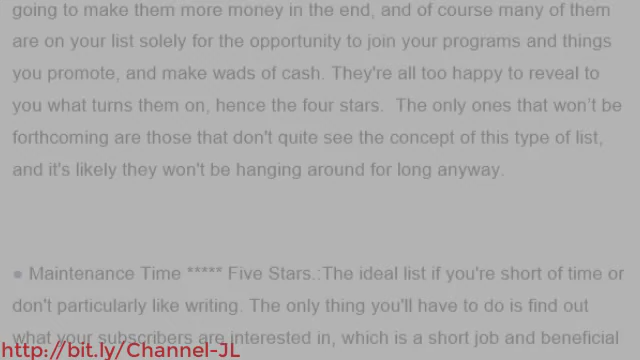 going to make them more money in the end, and of course many of them
are on your list solely for the opportunity to join your programs and things
you promote, and make wads of cash. They're all too happy to reveal to
you what turns them on, hence the four stars.  The only ones that won't be
forthcoming are those that don't quite see the concept of this type of list,
and it's likely they won't be hanging around for long anyway.
● Maintenance Time ***** Five Stars.:The ideal list if you're short of time or
don't particularly like writing. The only thing you'll have to do is find out
what your subscribers are interested in, which is a short job and beneficial
http://bit.ly/Channel-JL